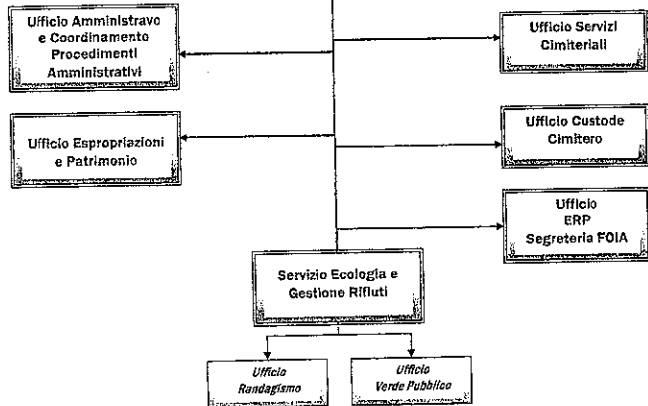 Ufficio Amministravo
e Coordinamento
Procedimenti
Amministrativi
Ufficio Servizi
Cimiteriali
Ufficio Espropriazioni
e Patrimonio
Ufficio Custode
Cimitero
Ufficio
ERP
Segreteria FOIA
Servizio Ecologia e
Gestione Rifiuti
Ufficio
Randagismo
Ufficio
Verde Pubblico